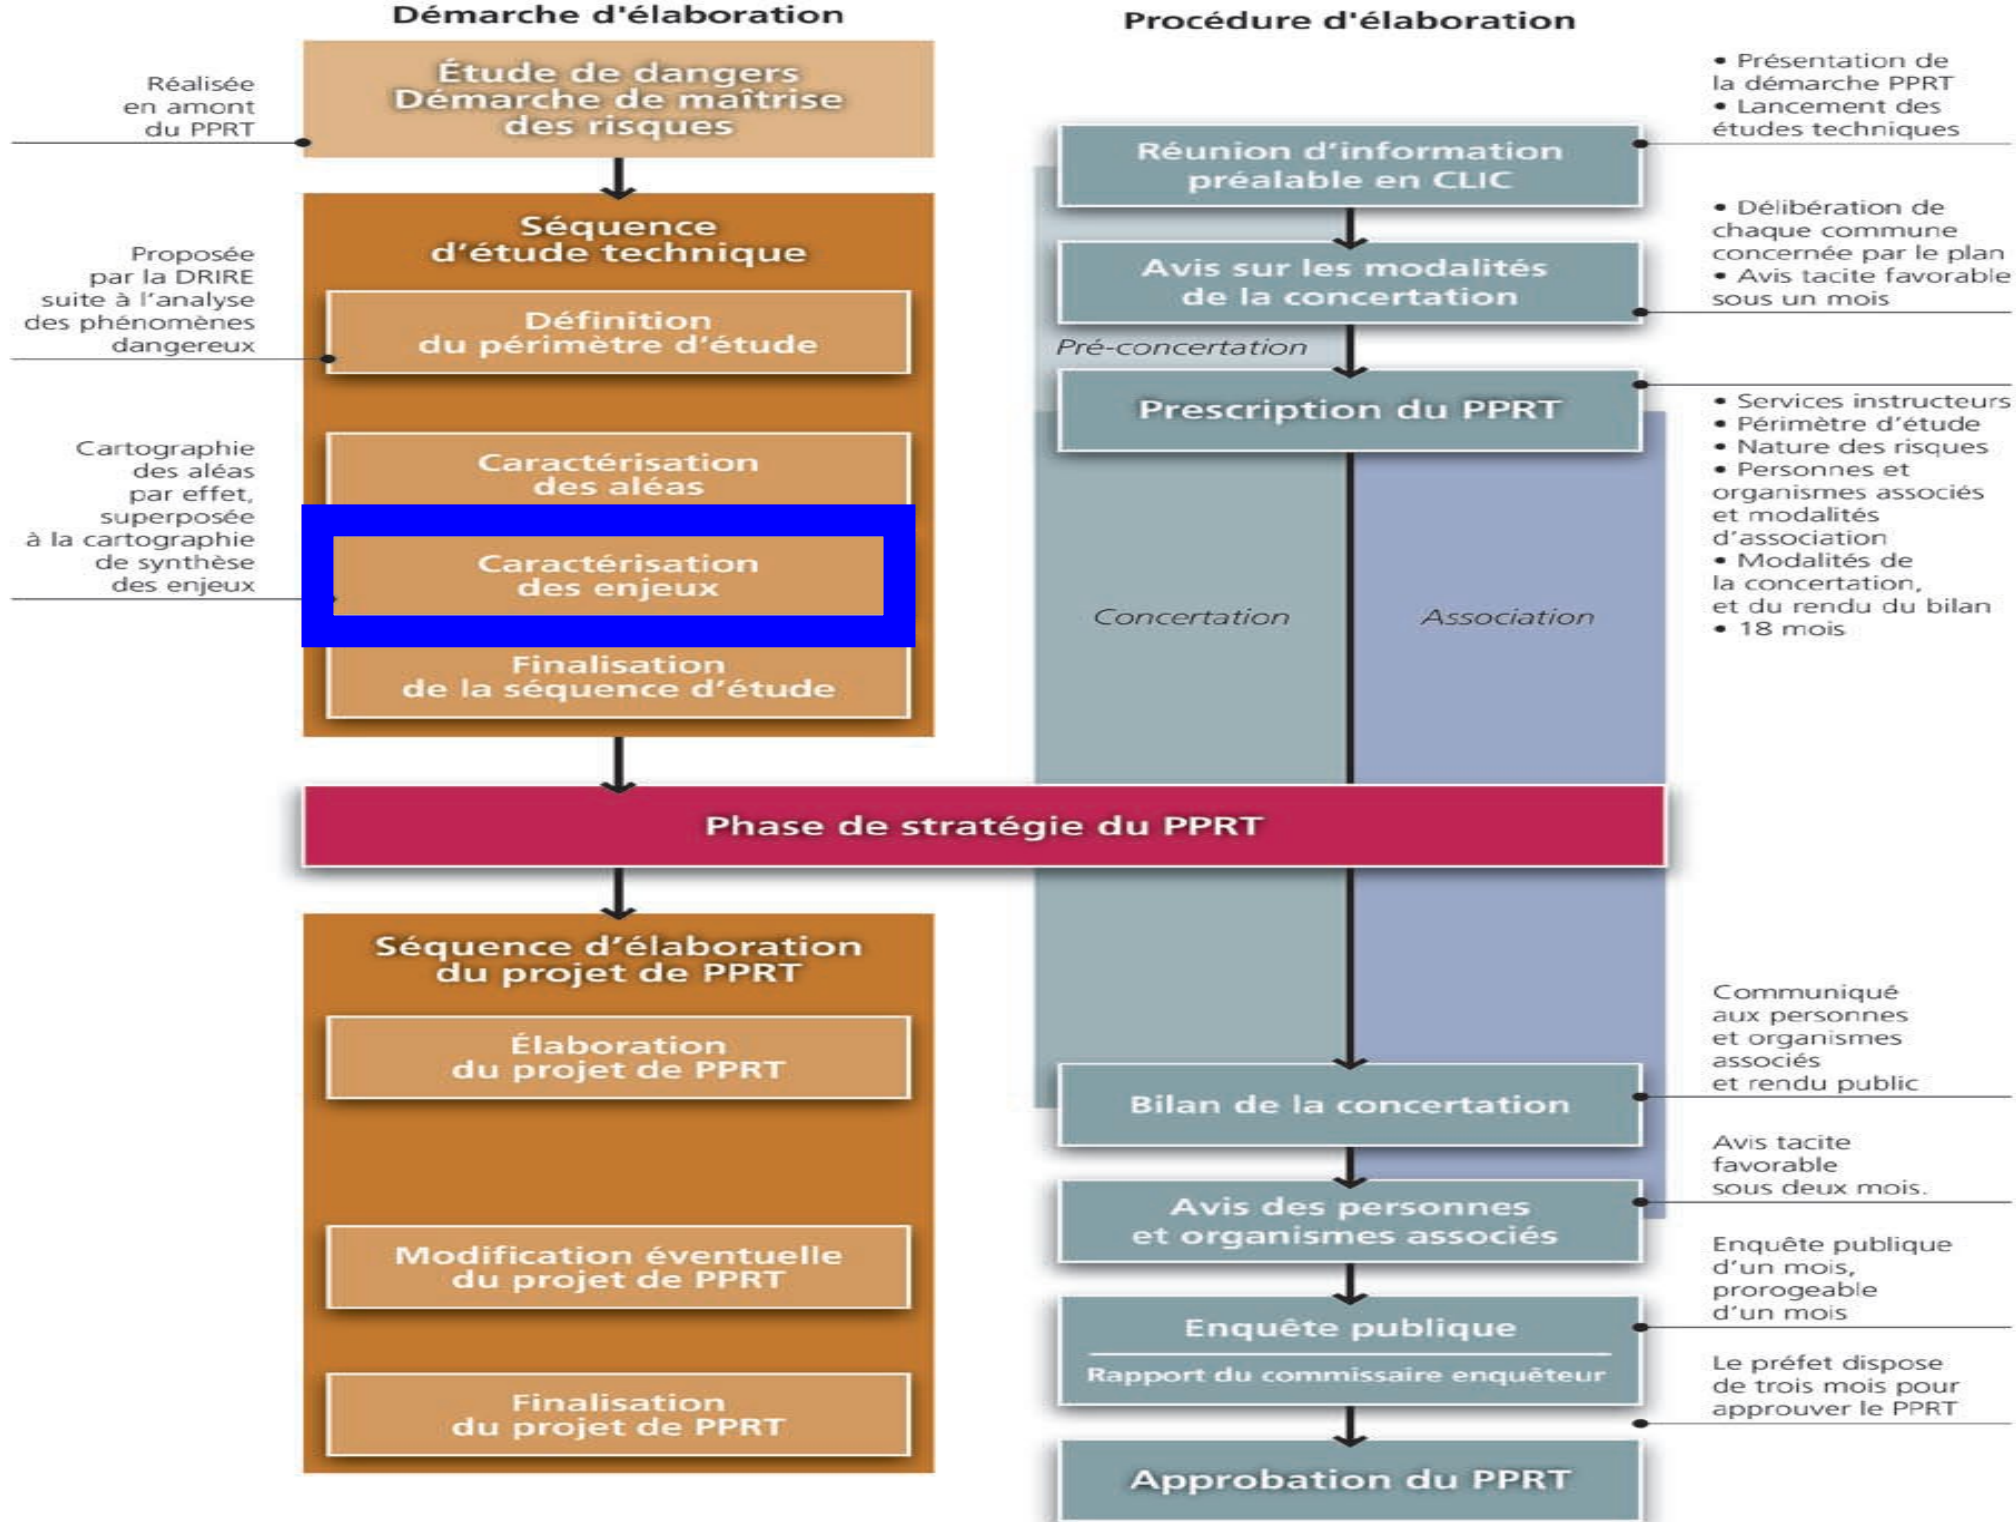 Démarche d'élaboration
Réalisée
en amont
du PPRT
Étude de dangers
Démarche de maîtrise
des risques
Séquence
d'étude technique
Proposée
par la DRIRE
suite à l'analyse
des phénomènes
dangereux
Définition
du périmètre d'étude
Caractérisation
des aléas
Cartographie
des aléas
par effet,
superposée
à la cartographie
de synthèse
des enjeux
Caractérisation
des enjeux
Finalisation
de la séquence d'étude
Procédure d'élaboration
Réunion d'information
préalable en CLIC
• Présentation de
la démarche PPRT
• Lancement des
études techniques
Avis sur les modalités
de la concertation
• Délibération de
chaque commune
concernée par le plan
• Avis tacite favorable
sous un mois
Pré-concertation
Prescription du PPRT
• Services instructeurs
• Périmètre d'étude
• Nature des risques
• Personnes et
organismes associés
et modalités
d'association
• Modalités de
la concertation,
et du rendu du bilan
• 18 mois
Concertation
Association
Phase de stratégie du PPRT
Séquence d'élaboration
du projet de PPRT
Élaboration
du projet de PPRT
Modification éventuelle
du projet de PPRT
Finalisation
du projet de PPRT
Bilan de la concertation
Communiqué
aux personnes
et organismes
associés
et rendu public
Avis des personnes
et organismes associés
Avis tacite
favorable
sous deux mois.
Enquête publique
Rapport du commissaire enquêteur
Enquête publique
d'un mois,
prorogeable
d'un mois
Le préfet dispose
de trois mois pour
approuver le PPRT
Approbation du PPRT